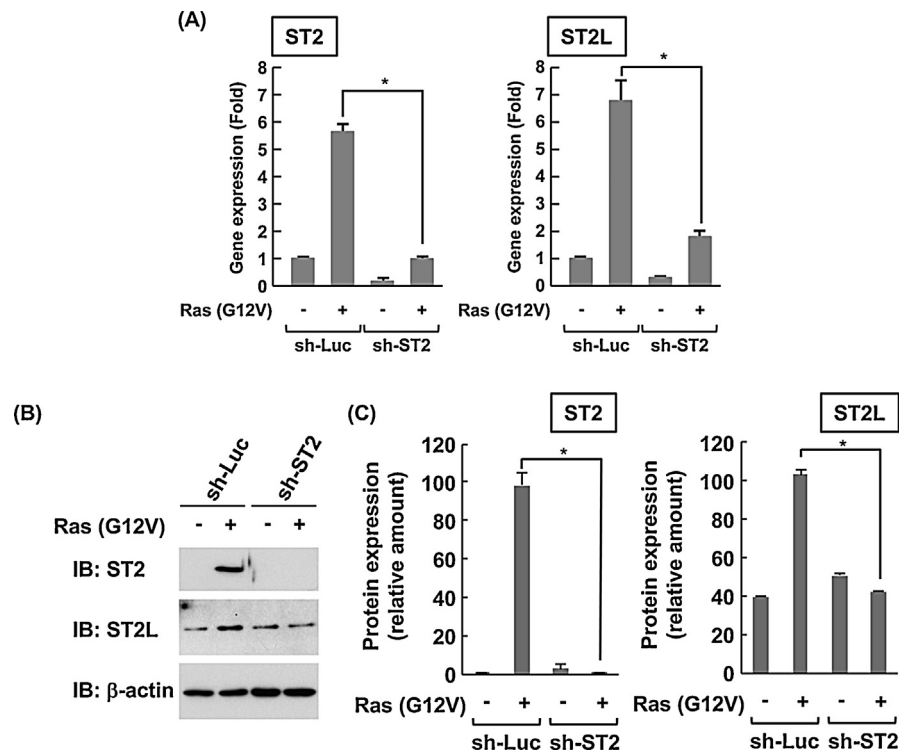 (A)
ST2
ST2L
Gene expression (Fold)
8
7
6
5
4
3
2
1
0
*
Ras (G12V) - + - +
sh-Luc sh-ST2
Gene expression (Fold)
8
7
6
5
4
3
2
1
0
*
Ras (G12V) - + - +
sh-Luc sh-ST2
(B)
sh-Luc sh-ST2
Ras (G12V) - + - +
IB: ST2
IB: ST2L
IB: β-actin
(C)
ST2
Protein expression
(relative amount)
120
100
80
60
40
20
0
*
Ras (G12V) - + - +
sh-Luc sh-ST2
ST2L
Protein expression
(relative amount)
120
100
80
60
40
20
0
*
Ras (G12V) - + - +
sh-Luc sh-ST2